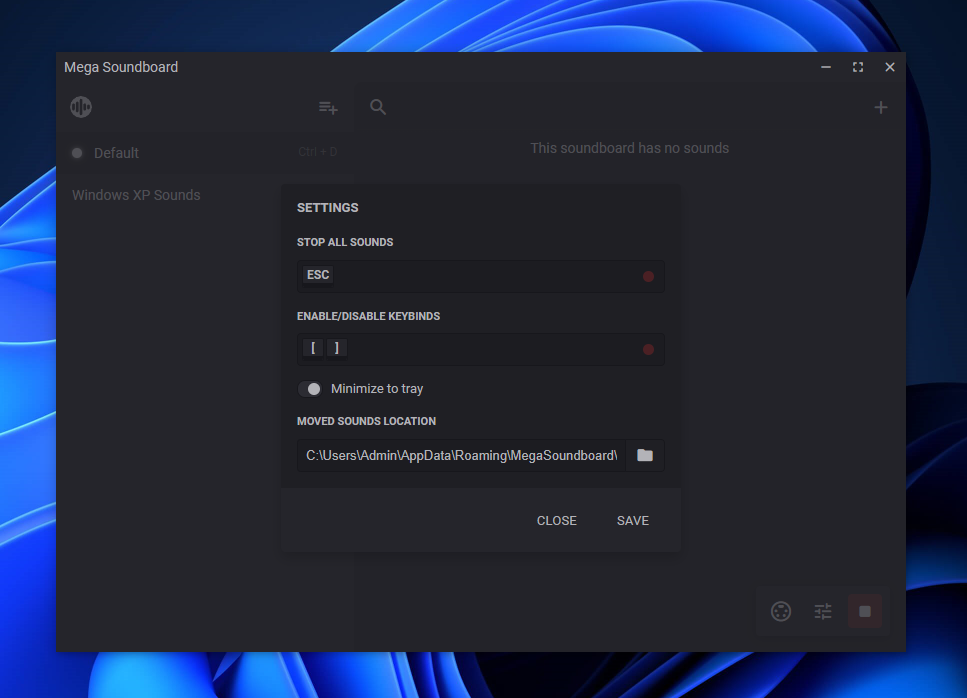 Mega Soundboard
Default
Ctrl + D
This soundboard has no sounds
Windows XP Sounds
SETTINGS
STOP ALL SOUNDS
ESC
ENABLE/DISABLE KEYBINDS
[ ]
Minimize to tray
MOVED SOUNDS LOCATION
C:\Users\Admin\AppData\Roaming\MegaSoundboard\
CLOSE
SAVE